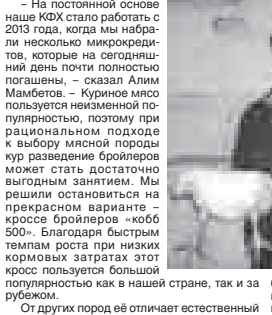 – На постоянной основе
наше КФХ стало работать с
2013 года, когда мы набра-
ли несколько микрокреди-
тов, которые на сегодняш-
ний день почти полностью
погашены, – сказал Алим
Мамбетов. – Куриное мясо
пользуется неизменной по-
пулярностью, поэтому при
рациональном подходе
к выбору мясной породы
кур разведение бройлеров
может стать достаточно
выгодным занятием. Мы
решили остановиться на
прекрасном варианте –
кроссе бройлеров «кобб
500». Благодаря быстрым
темпам роста при низких
кормовых затратах этот
кросс пользуется большой
популярностью как в нашей стране, так и за
рубежом.
От других пород её отличает естественный